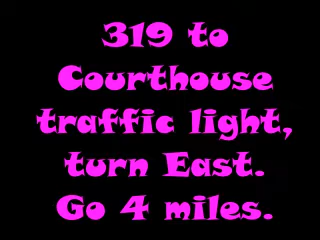 319 to
Courthouse
traffic light,
turn East.
Go 4 miles.